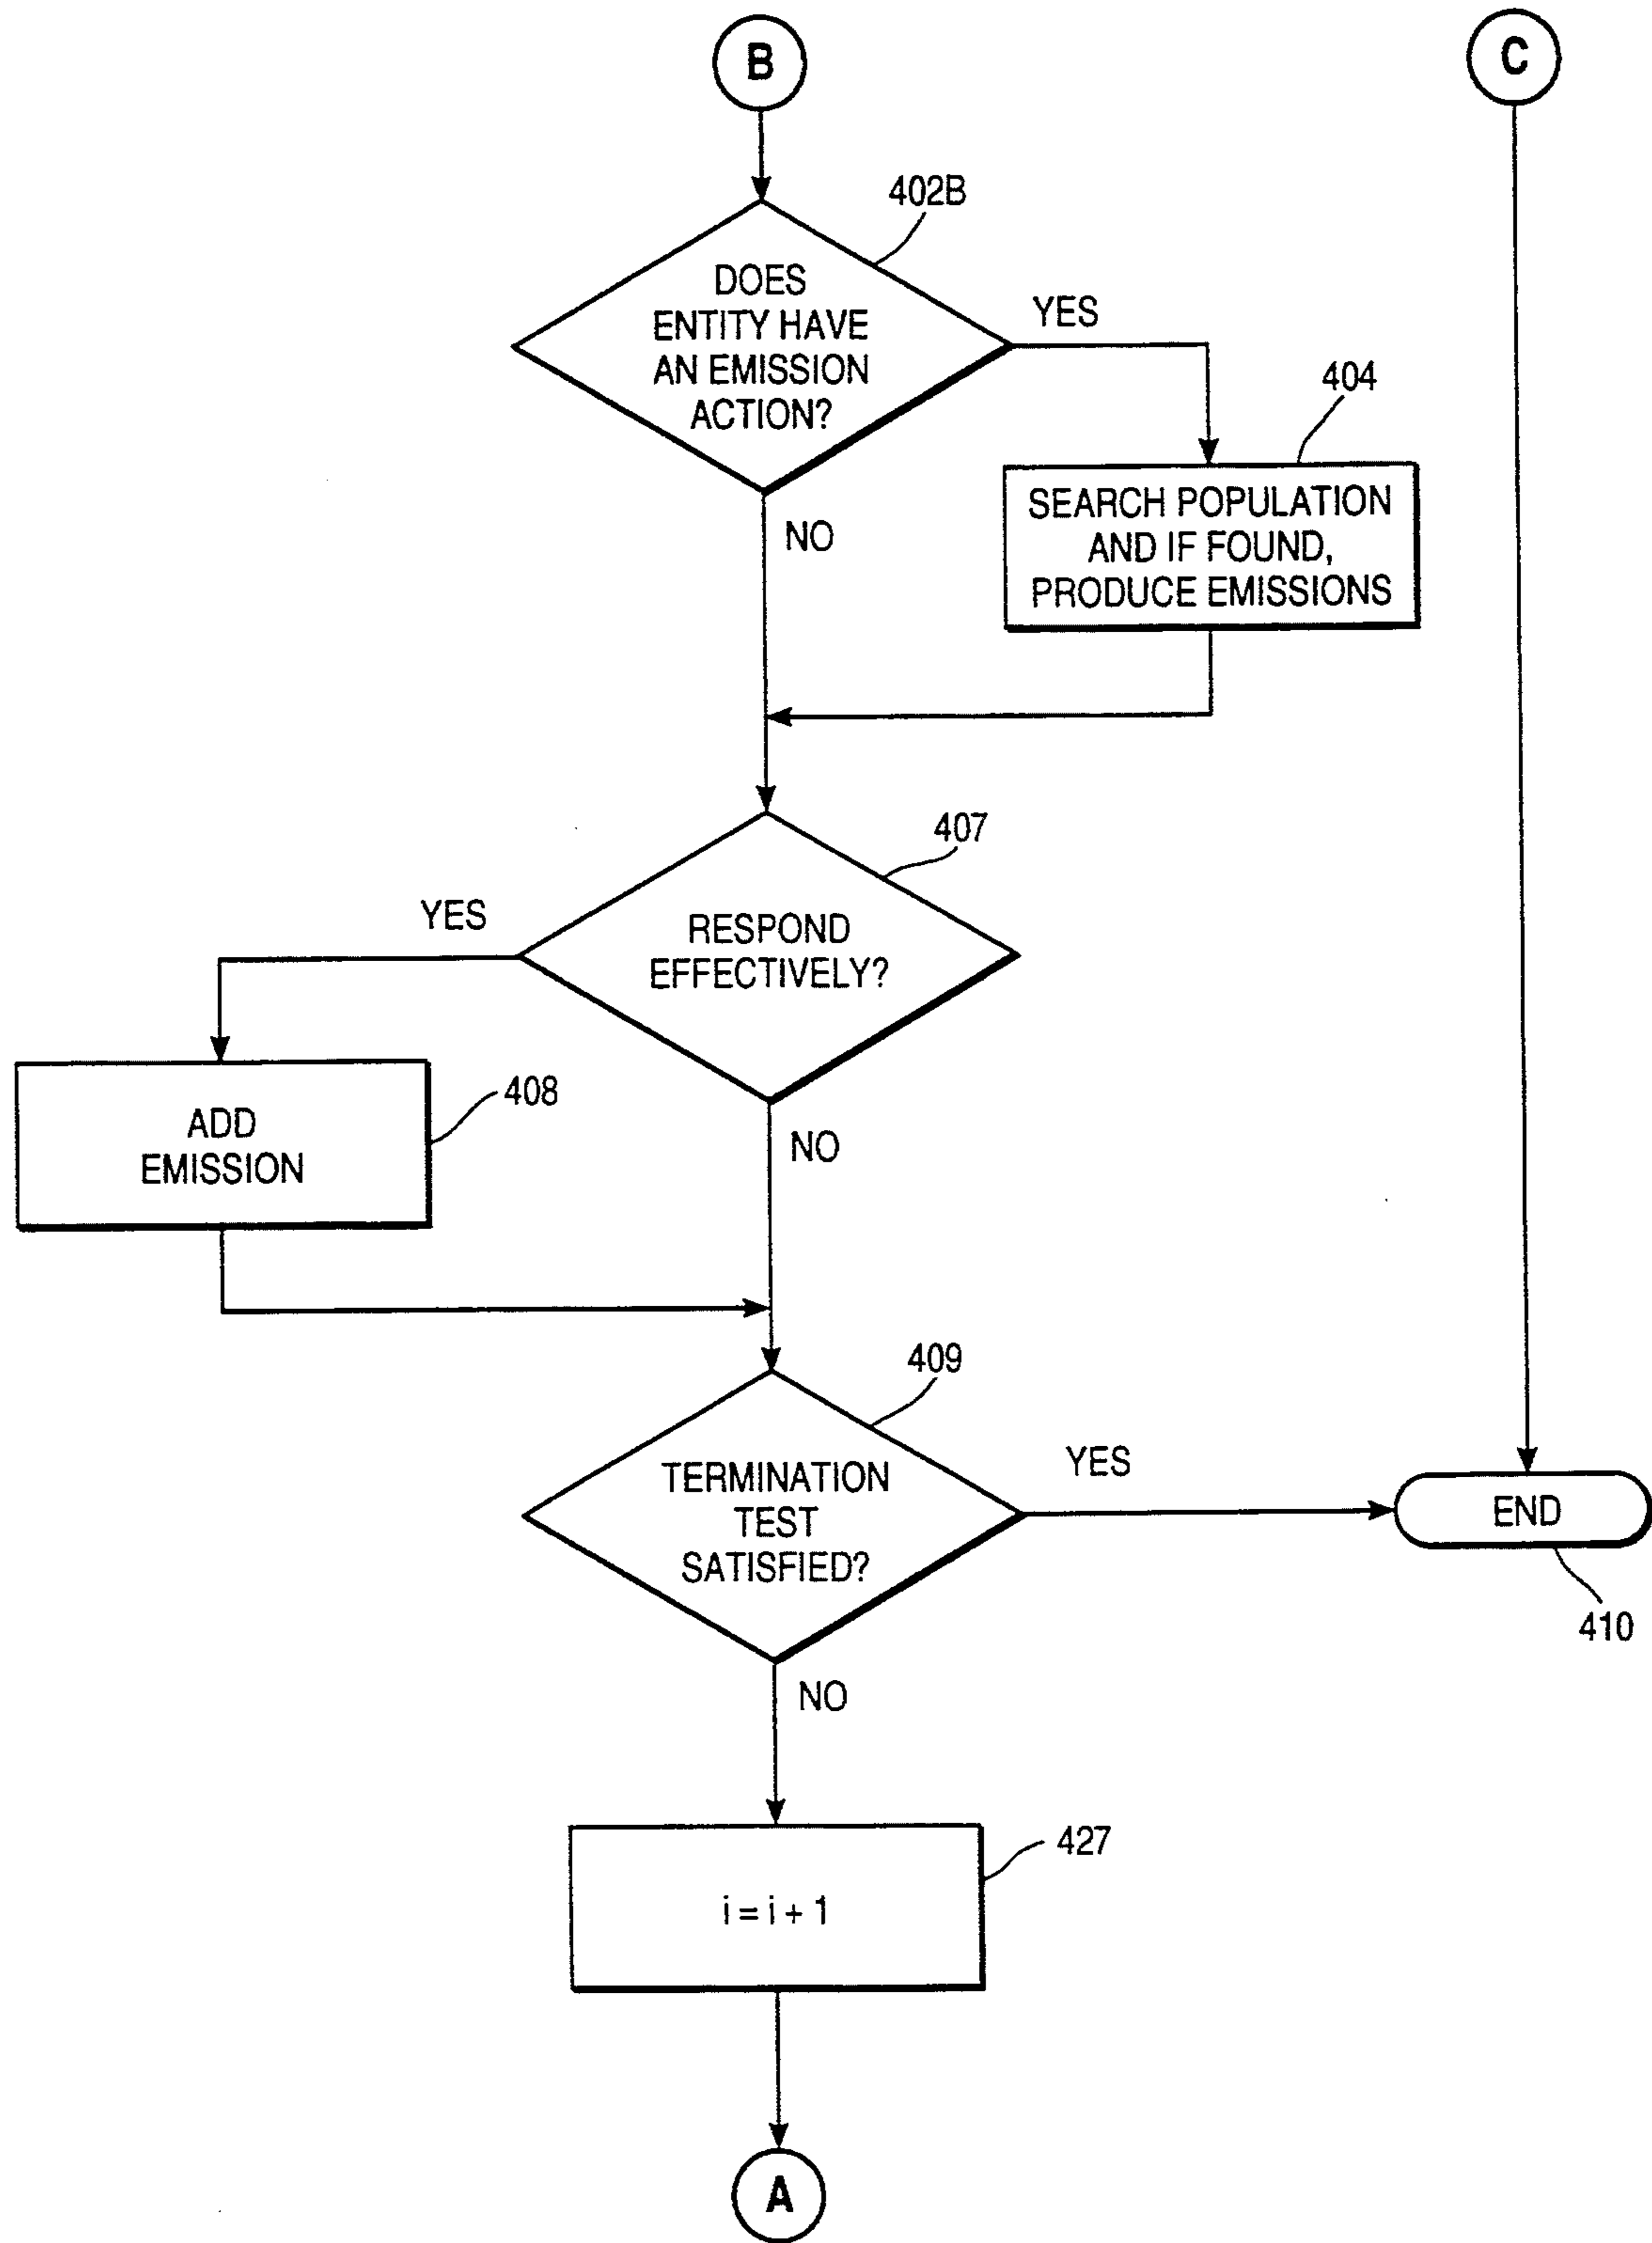 B
C
402B
DOES
ENTITY HAVE
AN EMISSION
ACTION?
YES
404
SEARCH POPULATION
AND IF FOUND,
PRODUCE EMISSIONS
NO
407
YES
RESPOND
EFFECTIVELY?
408
ADD
EMISSION
NO
409
TERMINATION
TEST
SATISFIED?
YES
END
410
NO
427
i = i + 1
A